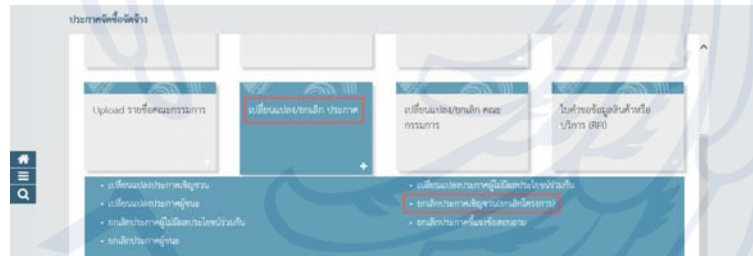 ประกาศจัดซื้อจัดจ้าง
Upload รายชื่อคณะกรรมการ
เปลี่ยนแปลง/ยกเลิก ประกาศ
เปลี่ยนแปลง/ยกเลิก คณะ
กรรมการ
ใบคำขอข้อมูลสินค้าหรือ
บริการ (RFI)
• เปลี่ยนแปลงประกาศเชิญชวน
• เปลี่ยนแปลงประกาศผู้ชนะ
• ยกเลิกประกาศผู้ไม่มีผลประโยชน์ร่วมกัน
• ยกเลิกประกาศผู้ชนะ
• เปลี่ยนแปลงประกาศผู้ไม่มีผลประโยชน์ร่วมกัน
• ยกเลิกประกาศเชิญชวน(ยกเลิกโครงการ)
• ยกเลิกประกาศชี้แจงข้อสอบถาม